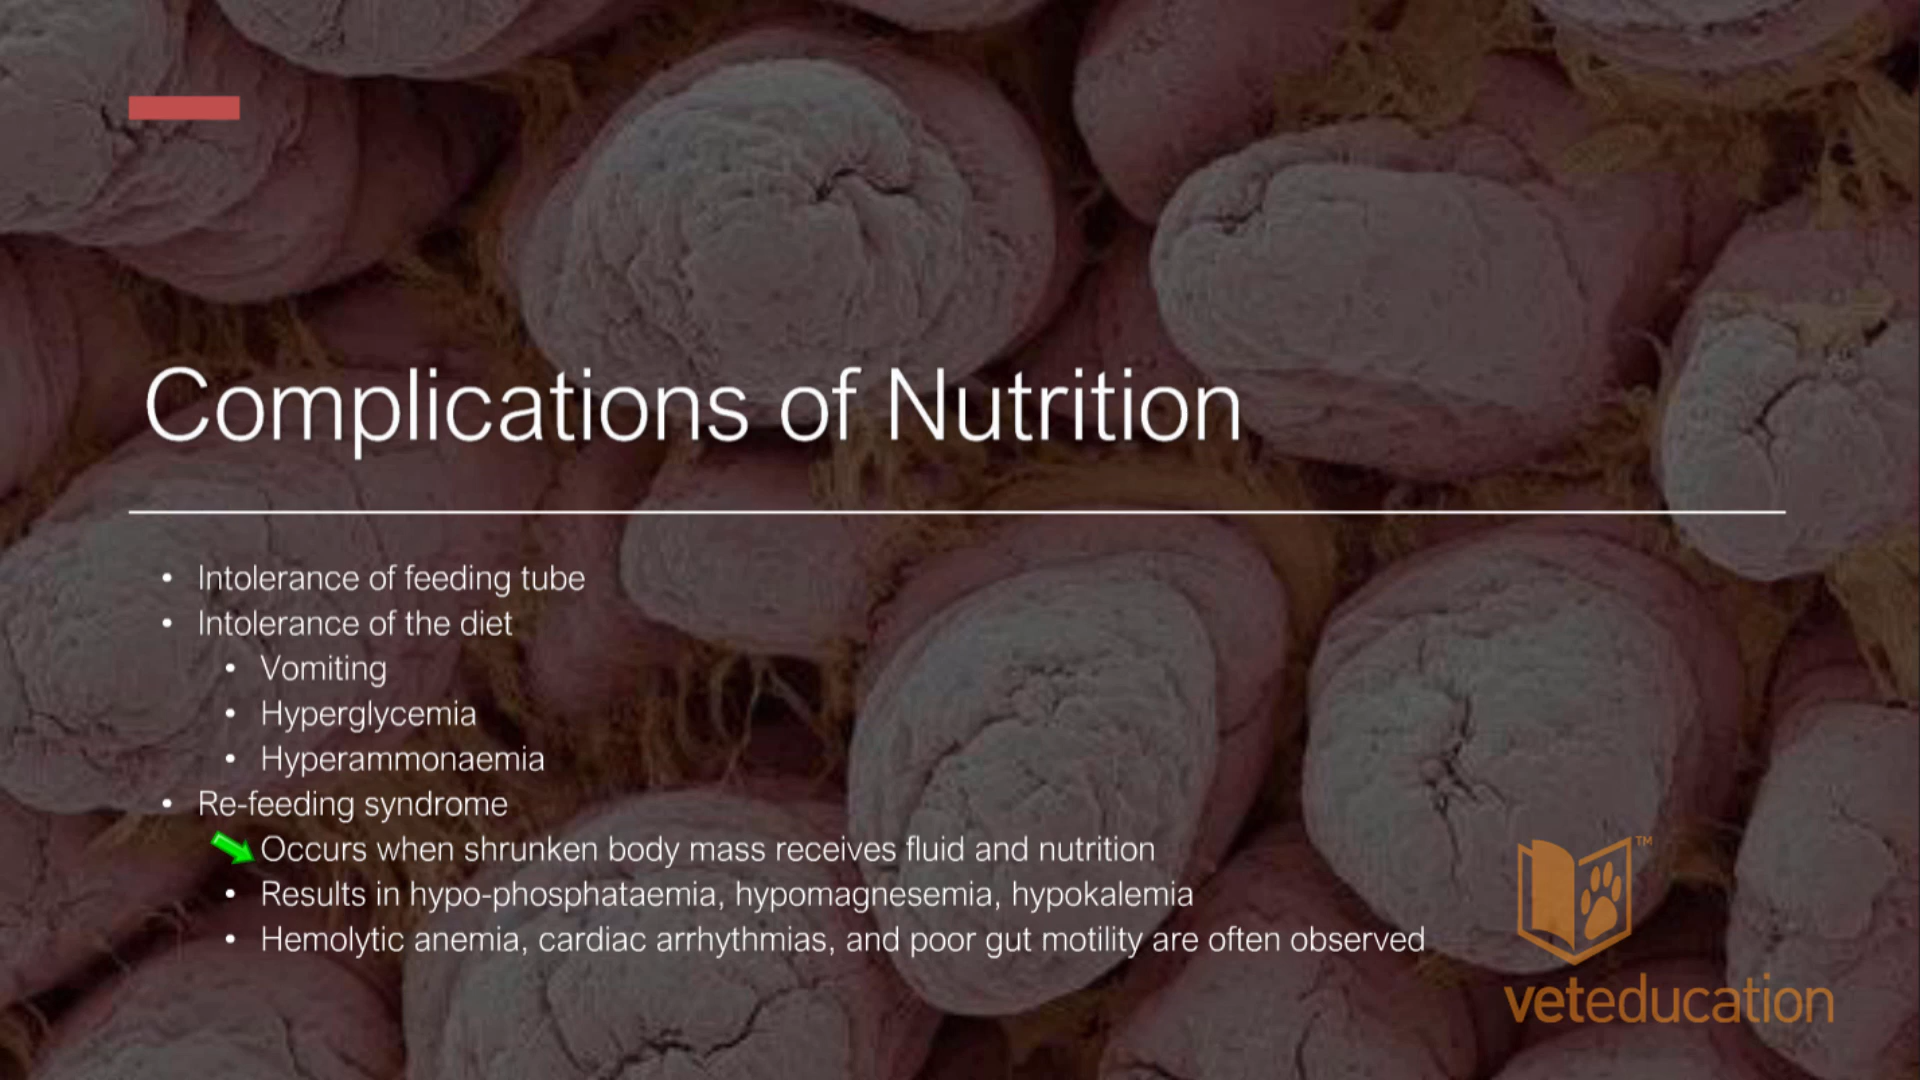 Complications of Nutrition
• Intolerance of feeding tube
• Intolerance of the diet
• Vomiting
• Hyperglycemia
• Hyperammonaemia
• Re-feeding syndrome
Occurs when shrunken body mass receives fluid and nutrition
• Results in hypo-phosphataemia, hypomagnesemia, hypokalemia
• Hemolytic anemia, cardiac arrhythmias, and poor gut motility are often observed
TM
veteducation